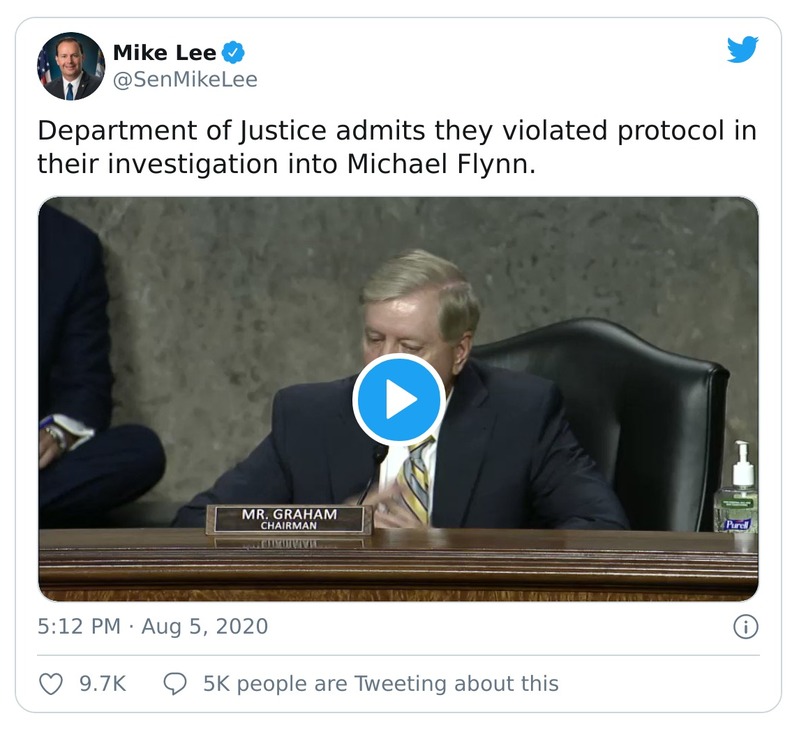 Mike Lee
@SenMikeLee
Department of Justice admits they violated protocol in
their investigation into Michael Flynn.
MR. GRAHAM
CHAIRMAN
Purell
5:12 PM · Aug 5, 2020
9.7K
5K people are Tweeting about this